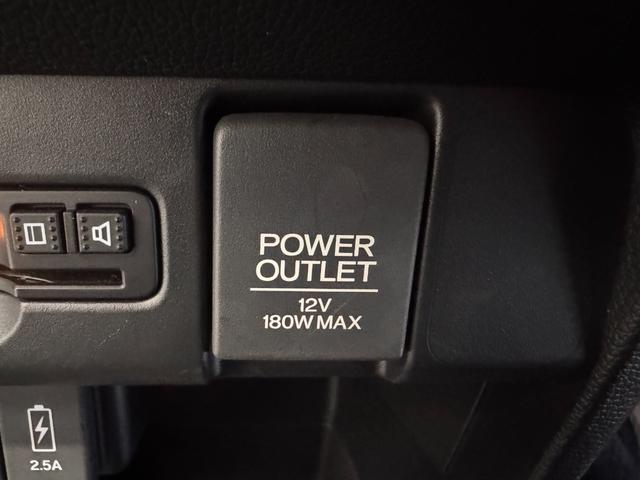 POWER
OUTLET
12V
180W MAX
2.5A